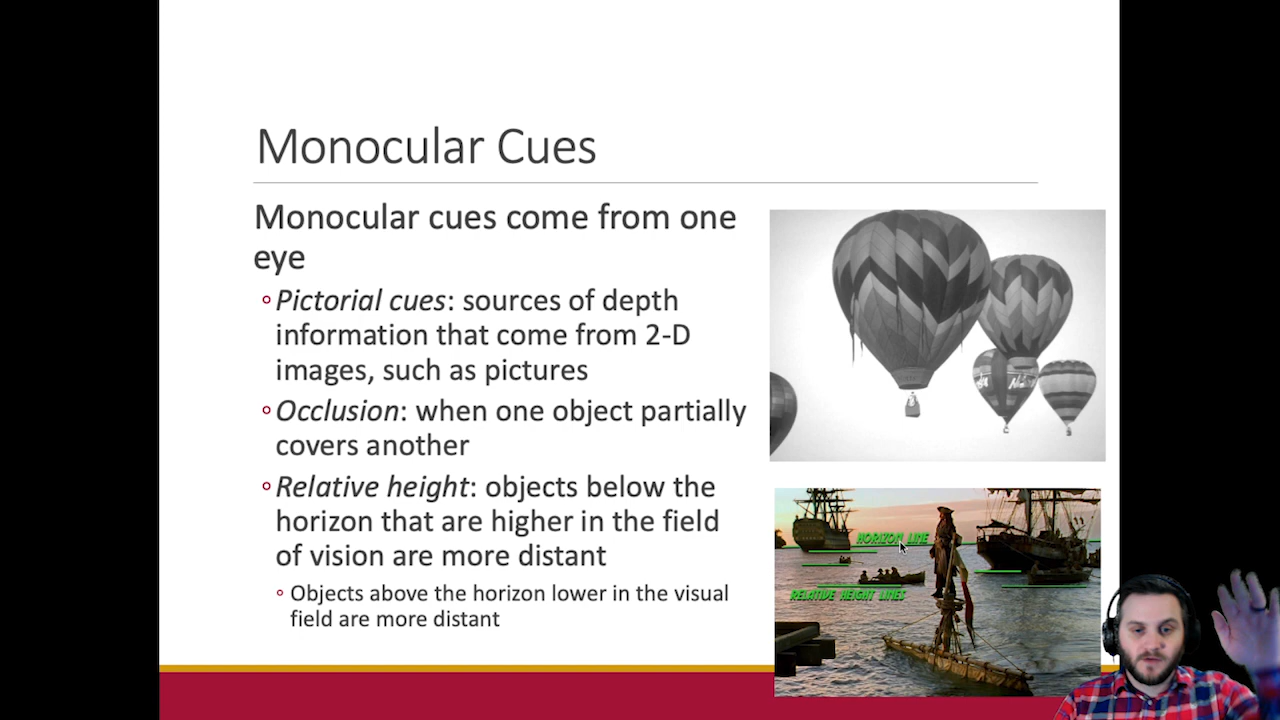 Monocular Cues
Monocular cues come from one
eye
◦Pictorial cues: sources of depth
information that come from 2-D
images, such as pictures
◦Occlusion: when one object partially
covers another
◦Relative height: objects below the
horizon that are higher in the field
of vision are more distant
◦ Objects above the horizon lower in the visual
field are more distant
HORIZON LINE
RELATIVE HEIGHT LINES